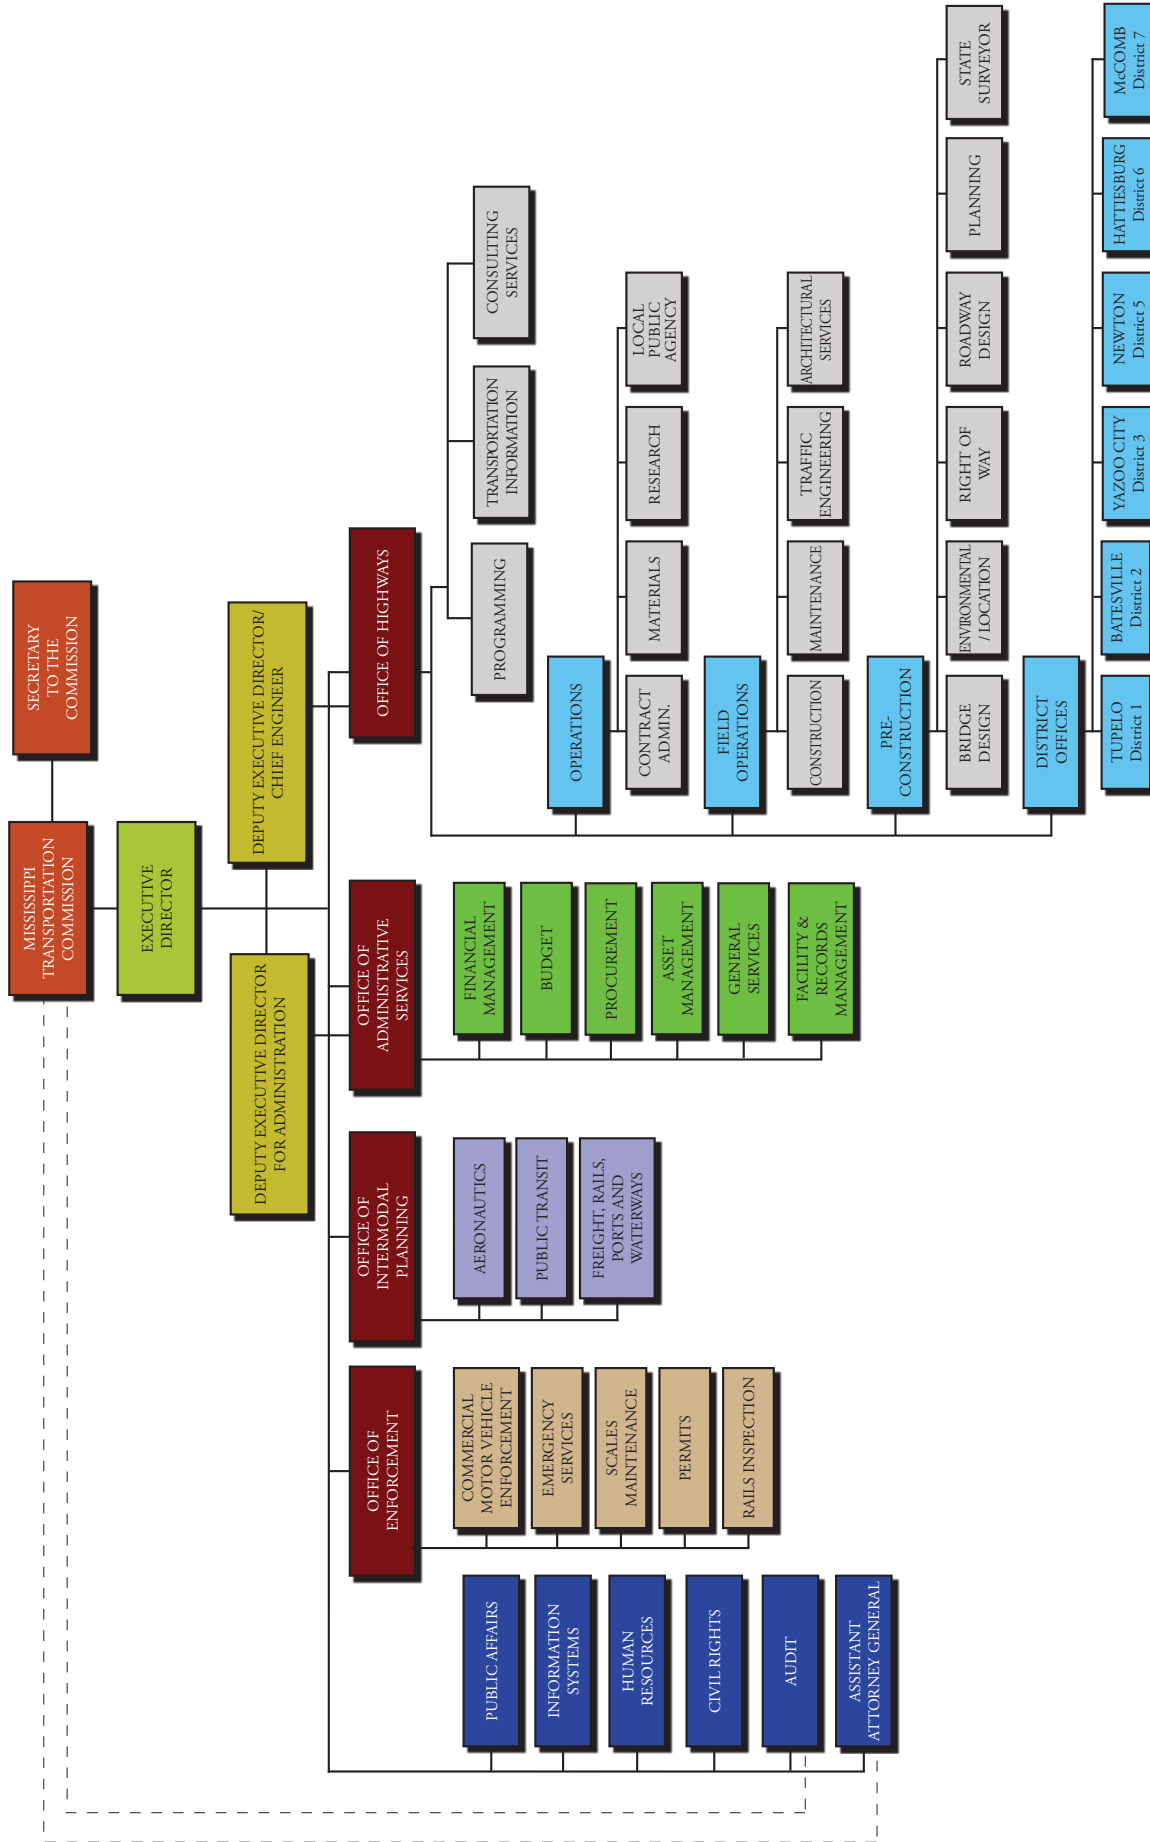 MISSISSIPPI
TRANSPORTATION
COMMISSION
SECRETARY
TO THE
COMMISSION
EXECUTIVE
DIRECTOR
DEPUTY EXECUTIVE DIRECTOR
FOR ADMINISTRATION
DEPUTY EXECUTIVE DIRECTOR/
CHIEF ENGINEER
OFFICE OF
ENFORCEMENT
OFFICE OF
INTERMODAL
PLANNING
OFFICE OF
ADMINISTRATIVE
SERVICES
OFFICE OF HIGHWAYS
PUBLIC AFFAIRS
INFORMATION
SYSTEMS
HUMAN
RESOURCES
CIVIL RIGHTS
AUDIT
ASSISTANT
ATTORNEY GENERAL
COMMERCIAL
MOTOR VEHICLE
ENFORCEMENT
EMERGENCY
SERVICES
SCALES
MAINTENANCE
PERMITS
RAILS INSPECTION
AERONAUTICS
PUBLIC TRANSIT
FREIGHT, RAILS,
PORTS AND
WATERWAYS
FINANCIAL
MANAGEMENT
BUDGET
PROCUREMENT
ASSET
MANAGEMENT
GENERAL
SERVICES
FACILITY &
RECORDS
MANAGEMENT
PROGRAMMING
TRANSPORTATION
INFORMATION
CONSULTING
SERVICES
OPERATIONS
CONTRACT
ADMIN.
MATERIALS
RESEARCH
LOCAL
PUBLIC
AGENCY
FIELD
OPERATIONS
CONSTRUCTION
MAINTENANCE
TRAFFIC
ENGINEERING
ARCHITECTURAL
SERVICES
PRE-
CONSTRUCTION
BRIDGE
DESIGN
ENVIRONMENTAL
/ LOCATION
RIGHT OF
WAY
ROADWAY
DESIGN
PLANNING
STATE
SURVEYOR
DISTRICT
OFFICES
TUPELO
District 1
BATESVILLE
District 2
YAZOO CITY
District 3
NEWTON
District 5
HATTIESBURG
District 6
McCOMB
District 7